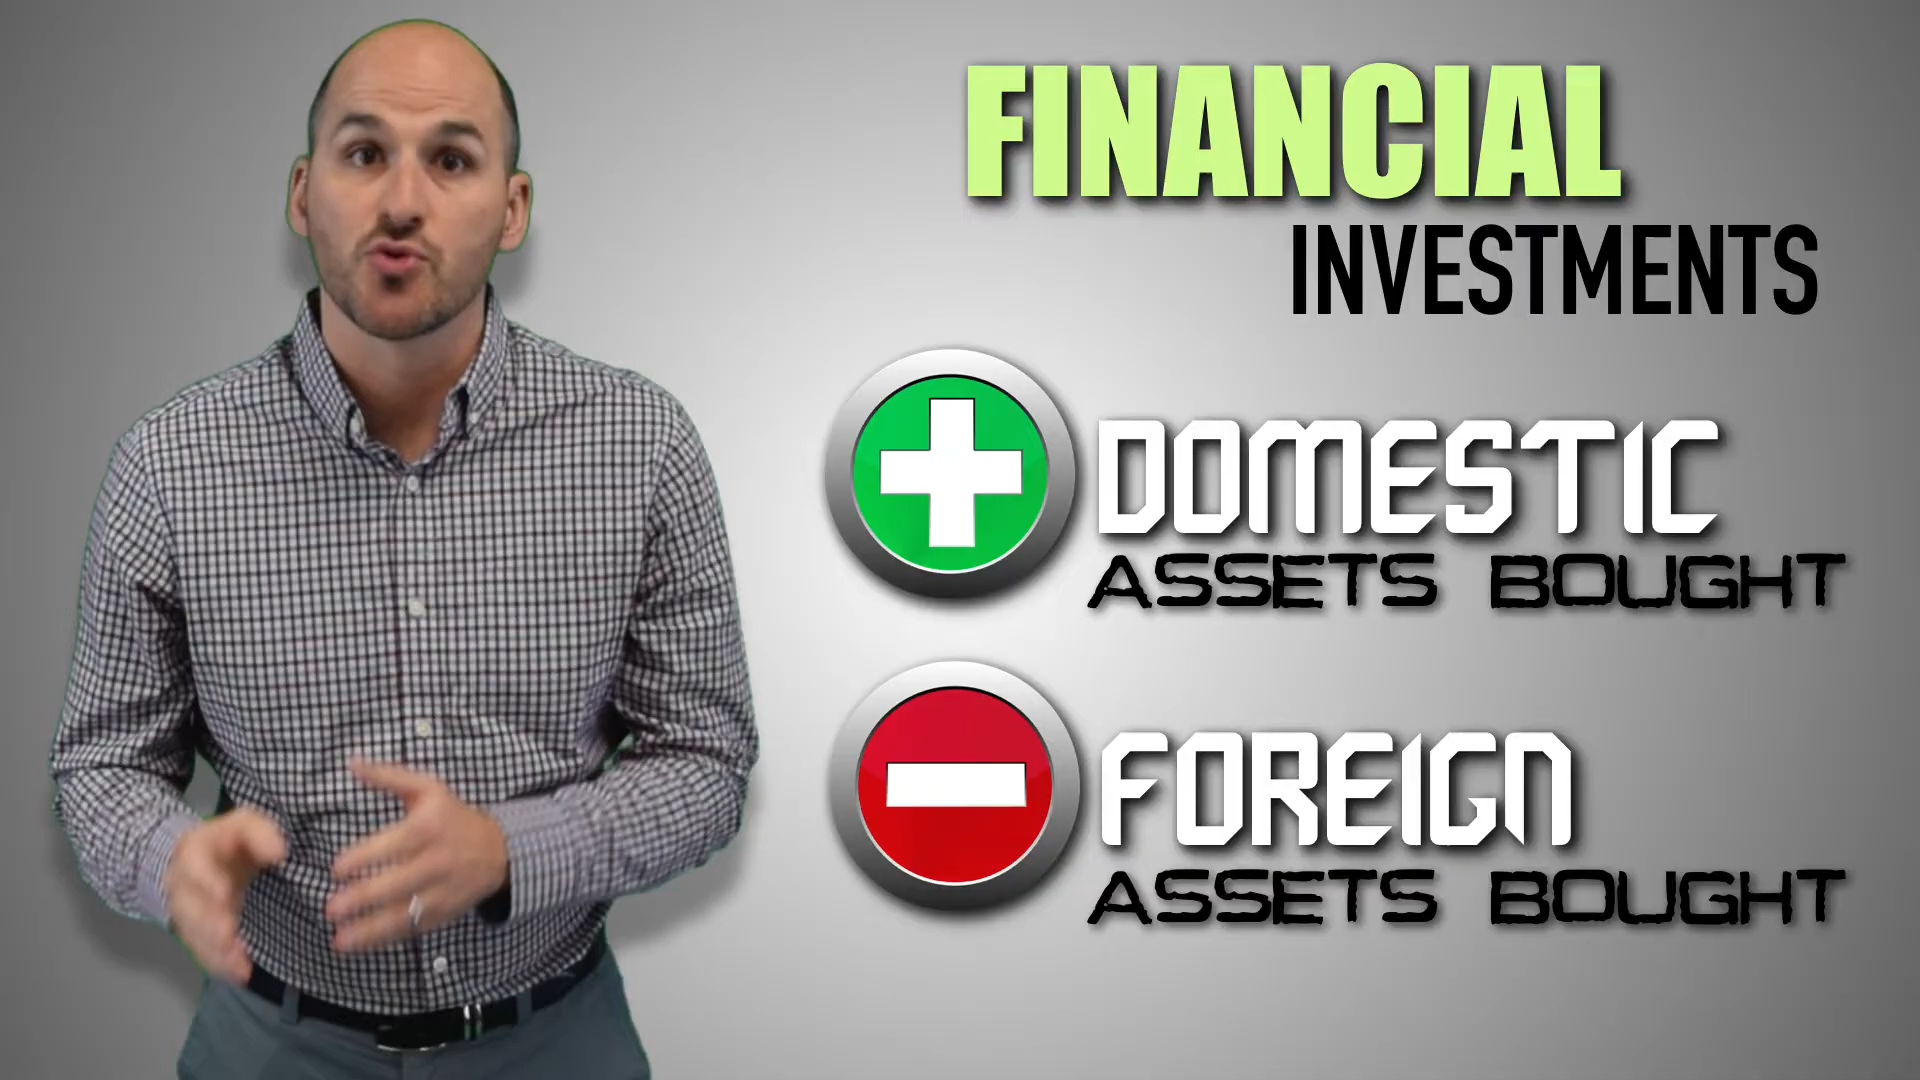 FINANCIAL
INVESTMENTS
DOMESTIC
ASSETS BOUGHT
FOREIGN
ASSETS BOUGHT